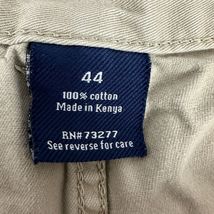 44
100% cotton
Made in Kenya
RN#73277
See reverse for care